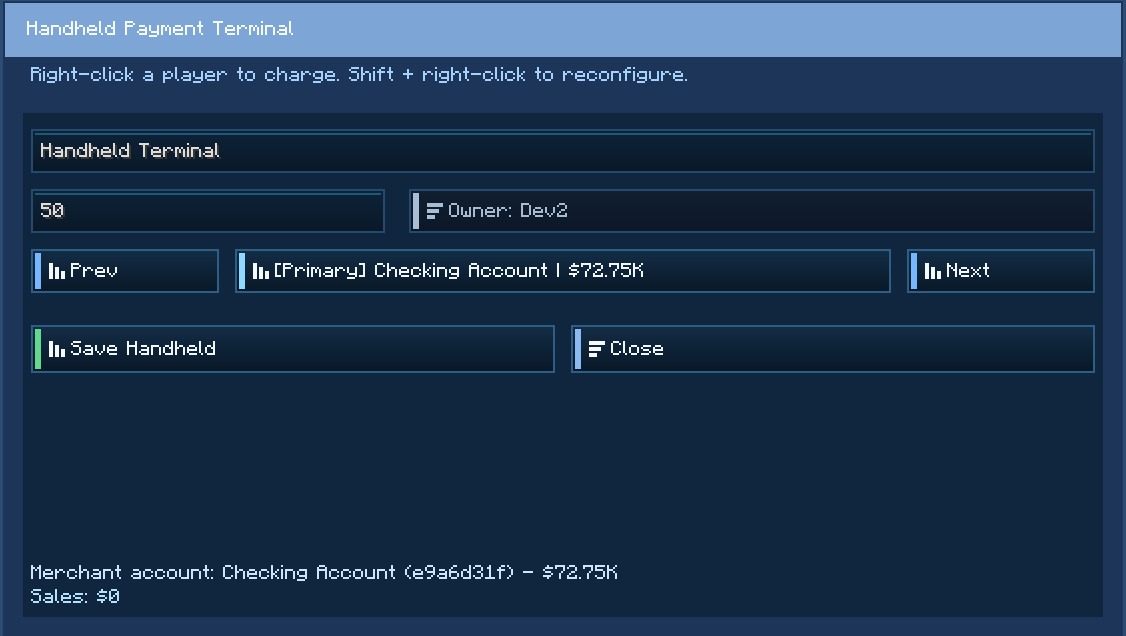 Handheld Payment Terminal
Right-click a player to charge. Shift + right-click to reconfigure.
Handheld Terminal
50
Owner: Dev2
Prev
[Primary] Checking Account | $72.75K
Next
Save Handheld
Close
Merchant account: Checking Account (e9a6d31f) - $72.75K
Sales: $0